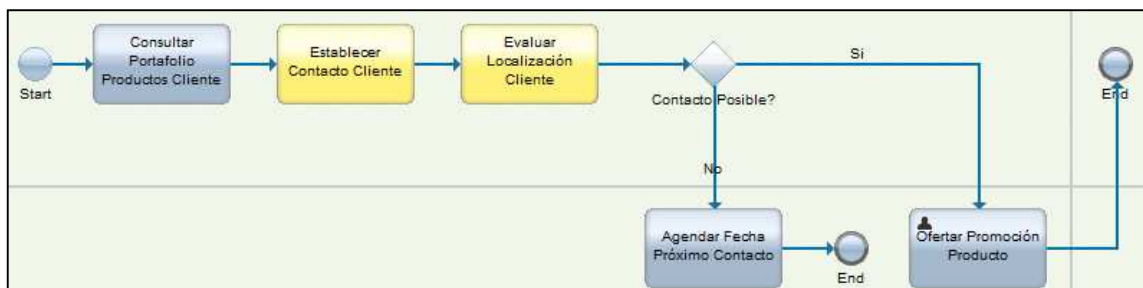 Start
Consultar
Portafolio
Productos Cliente
Establecer
Contacto Cliente
Evaluar
Localización
Cliente
Contacto Posible?
Si
End
No
Agendar Fecha
Próximo Contacto
End
Ofertar Promoción
Producto